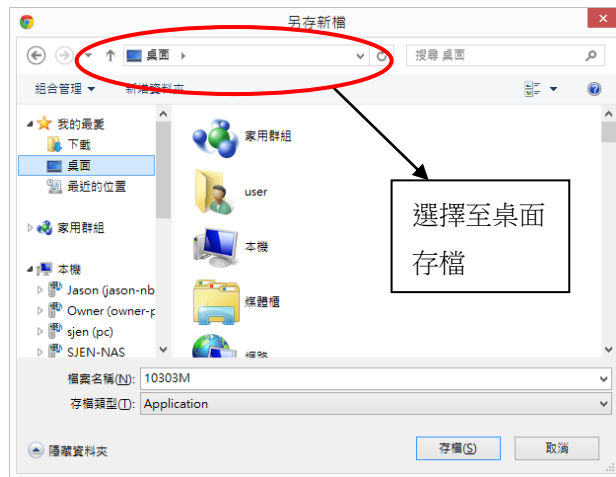 另存新檔
桌面
搜尋 桌面
組合管理
新增資料夾
我的最愛
下載
桌面
最近的位置
家用群組
本機
Jason (jason-nb
Owner (owner-p
sjen (pc)
SJEN-NAS
家用群組
user
本機
媒體櫃
網路
選擇至桌面
存檔
檔案名稱(N): 10303M
存檔類型(T): Application
隱藏資料夾
存檔(S)
取消